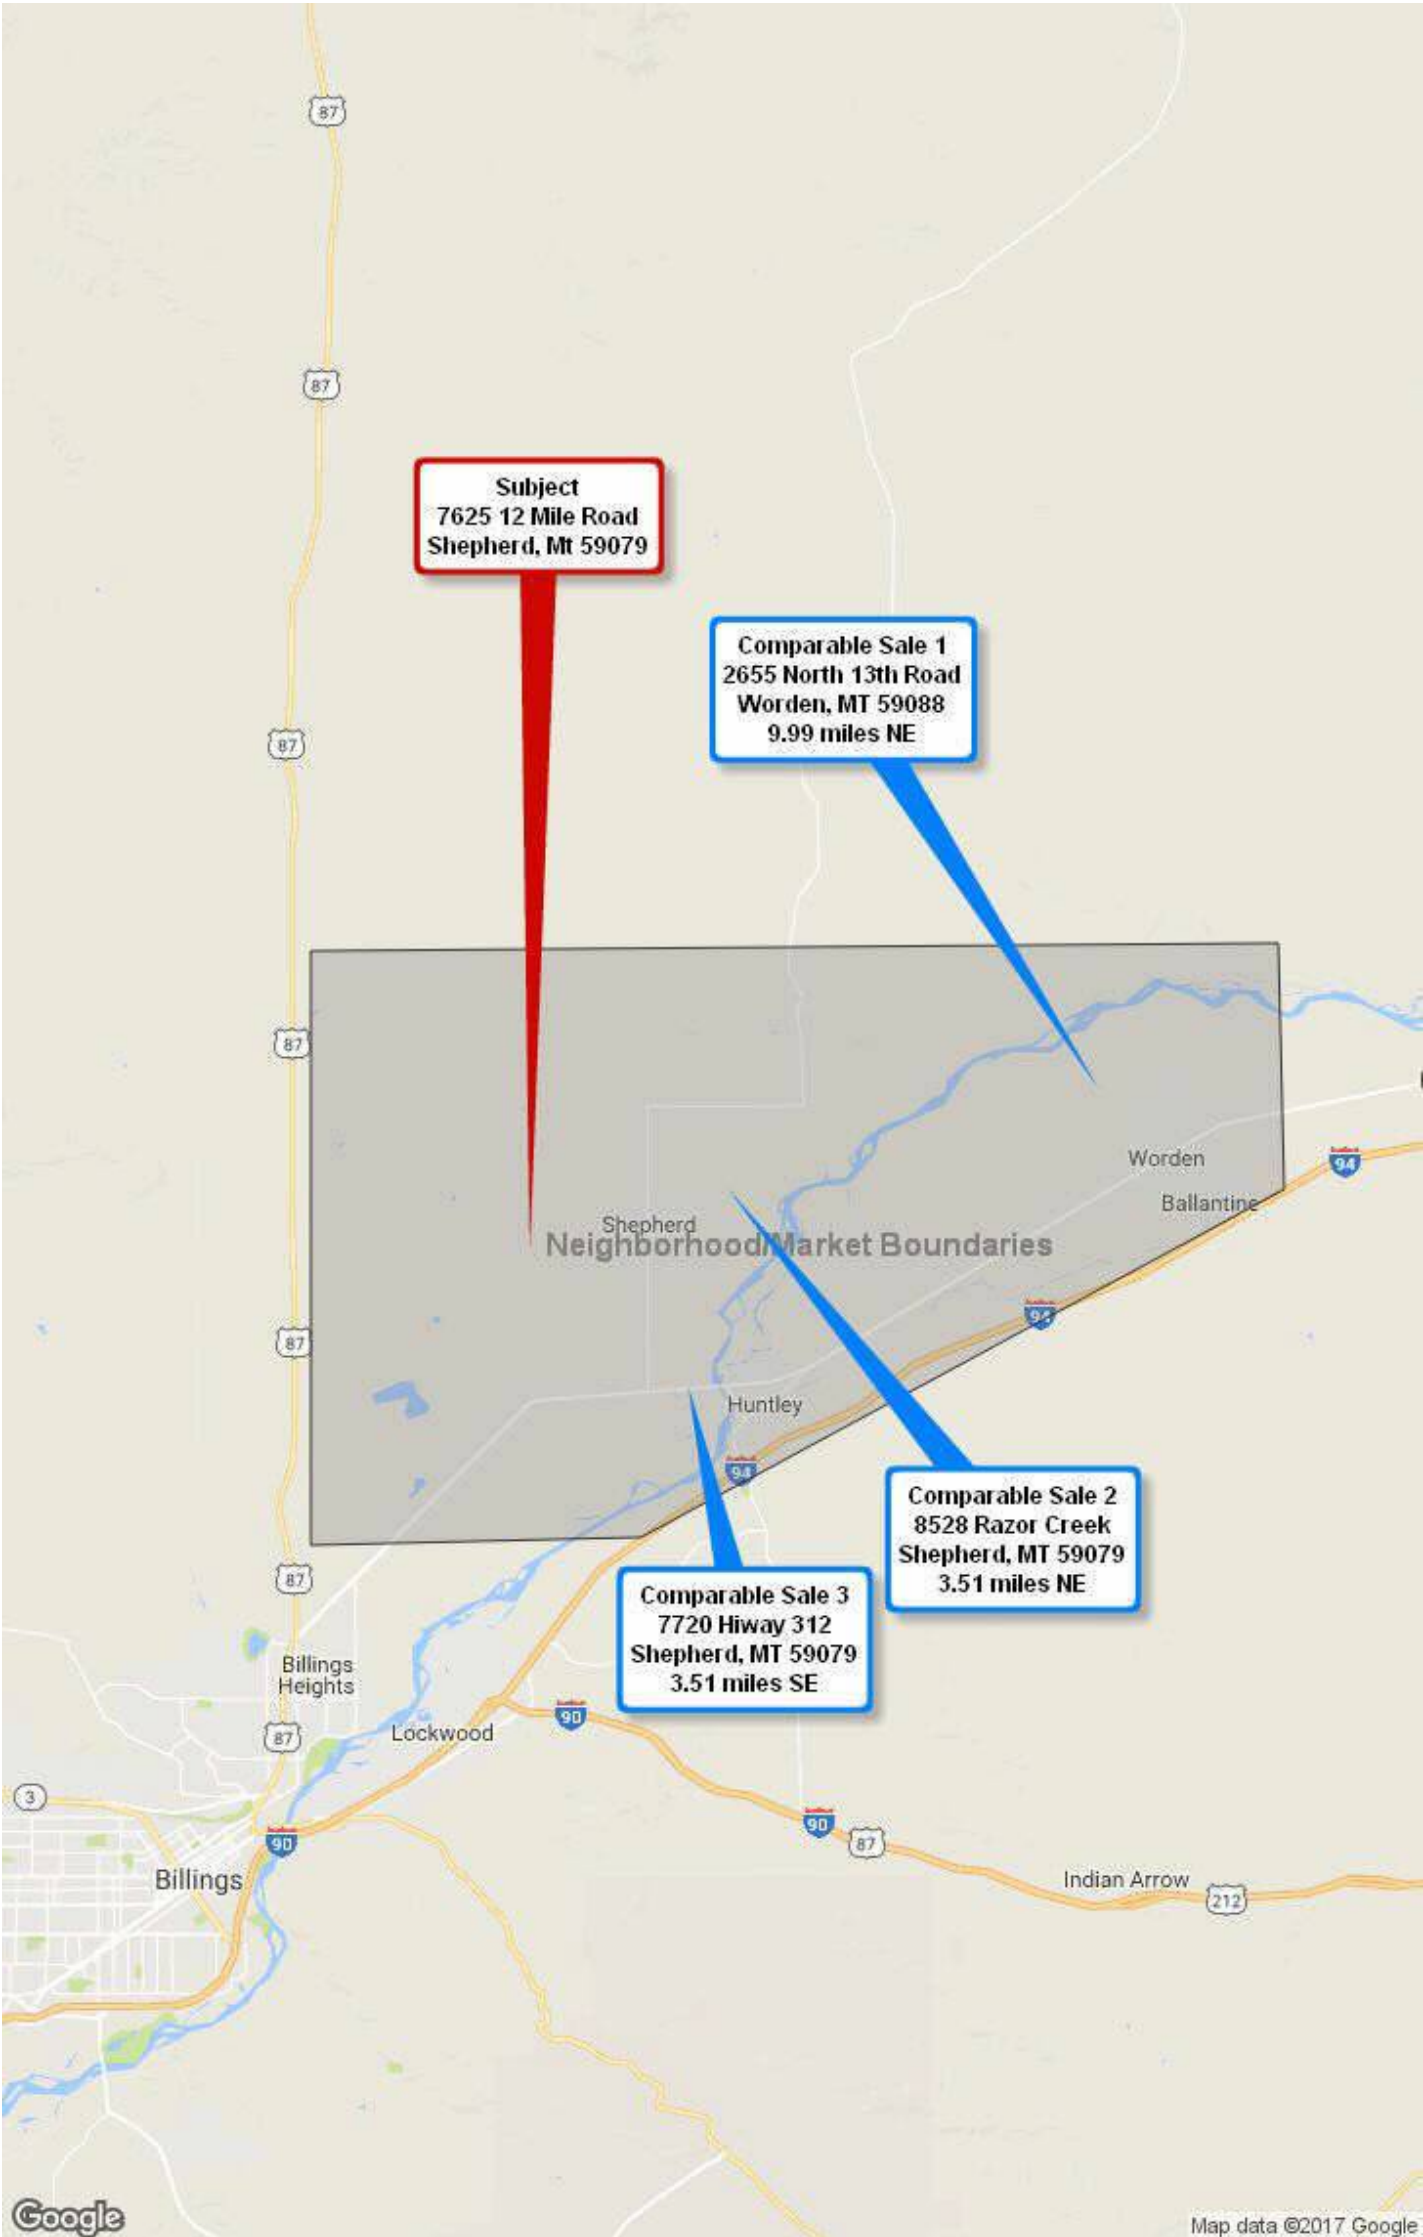 87
87
Subject
7625 12 Mile Road
Shepherd, Mt 59079
Comparable Sale 1
2655 North 13th Road
Worden, MT 59088
9.99 miles NE
87
87
Worden
94
Ballantine
Shepherd
Neighborhood/Market Boundaries
94
87
Huntley
94
Comparable Sale 2
8528 Razor Creek
Shepherd, MT 59079
3.51 miles NE
87
Comparable Sale 3
7720 Hiway 312
Shepherd, MT 59079
3.51 miles SE
Billings
Heights
87
Lockwood
90
3
90
90
87
Billings
Indian Arrow
212
Google
Map data ©2017 Google